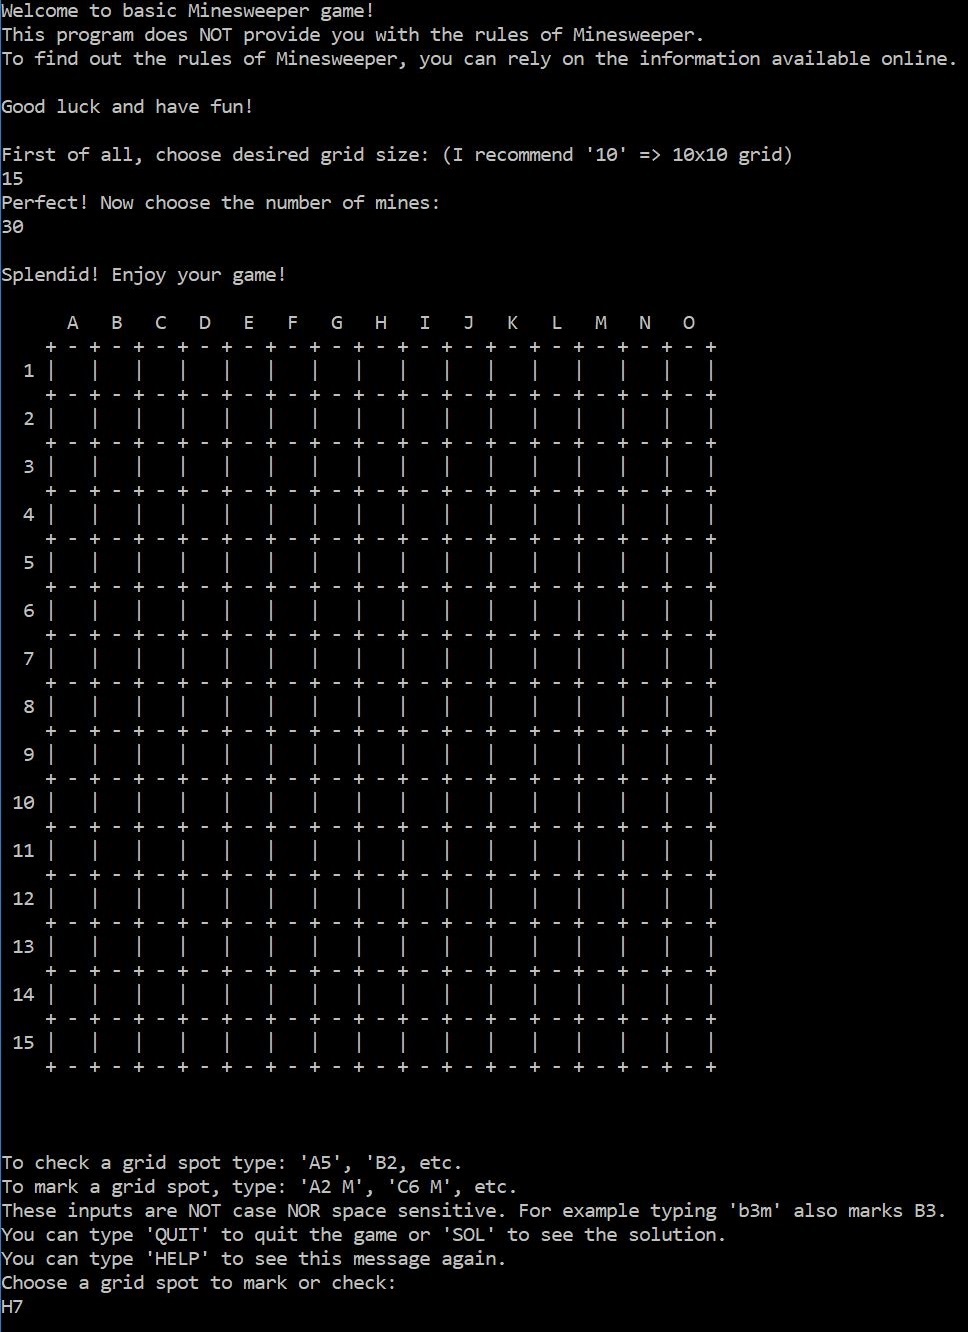 Welcome to basic Minesweeper game!
This program does NOT provide you with the rules of Minesweeper.
To find out the rules of Minesweeper, you can rely on the information available online.
Good luck and have fun!
First of all, choose desired grid size: (I recommend '10' => 10x10 grid)
15
Perfect! Now choose the number of mines:
30
Splendid! Enjoy your game!
      A   B   C   D   E   F   G   H   I   J   K   L   M   N   O
    + - + - + - + - + - + - + - + - + - + - + - + - + - + - + - +
  1 |   |   |   |   |   |   |   |   |   |   |   |   |   |   |   |
    + - + - + - + - + - + - + - + - + - + - + - + - + - + - + - +
  2 |   |   |   |   |   |   |   |   |   |   |   |   |   |   |   |
    + - + - + - + - + - + - + - + - + - + - + - + - + - + - + - +
  3 |   |   |   |   |   |   |   |   |   |   |   |   |   |   |   |
    + - + - + - + - + - + - + - + - + - + - + - + - + - + - + - +
  4 |   |   |   |   |   |   |   |   |   |   |   |   |   |   |   |
    + - + - + - + - + - + - + - + - + - + - + - + - + - + - + - +
  5 |   |   |   |   |   |   |   |   |   |   |   |   |   |   |   |
    + - + - + - + - + - + - + - + - + - + - + - + - + - + - + - +
  6 |   |   |   |   |   |   |   |   |   |   |   |   |   |   |   |
    + - + - + - + - + - + - + - + - + - + - + - + - + - + - + - +
  7 |   |   |   |   |   |   |   |   |   |   |   |   |   |   |   |
    + - + - + - + - + - + - + - + - + - + - + - + - + - + - + - +
  8 |   |   |   |   |   |   |   |   |   |   |   |   |   |   |   |
    + - + - + - + - + - + - + - + - + - + - + - + - + - + - + - +
  9 |   |   |   |   |   |   |   |   |   |   |   |   |   |   |   |
    + - + - + - + - + - + - + - + - + - + - + - + - + - + - + - +
 10 |   |   |   |   |   |   |   |   |   |   |   |   |   |   |   |
    + - + - + - + - + - + - + - + - + - + - + - + - + - + - + - +
 11 |   |   |   |   |   |   |   |   |   |   |   |   |   |   |   |
    + - + - + - + - + - + - + - + - + - + - + - + - + - + - + - +
 12 |   |   |   |   |   |   |   |   |   |   |   |   |   |   |   |
    + - + - + - + - + - + - + - + - + - + - + - + - + - + - + - +
 13 |   |   |   |   |   |   |   |   |   |   |   |   |   |   |   |
    + - + - + - + - + - + - + - + - + - + - + - + - + - + - + - +
 14 |   |   |   |   |   |   |   |   |   |   |   |   |   |   |   |
    + - + - + - + - + - + - + - + - + - + - + - + - + - + - + - +
 15 |   |   |   |   |   |   |   |   |   |   |   |   |   |   |   |
    + - + - + - + - + - + - + - + - + - + - + - + - + - + - + - +
To check a grid spot type: 'A5', 'B2, etc.
To mark a grid spot, type: 'A2 M', 'C6 M', etc.
These inputs are NOT case NOR space sensitive. For example typing 'b3m' also marks B3.
You can type 'QUIT' to quit the game or 'SOL' to see the solution.
You can type 'HELP' to see this message again.
Choose a grid spot to mark or check:
H7